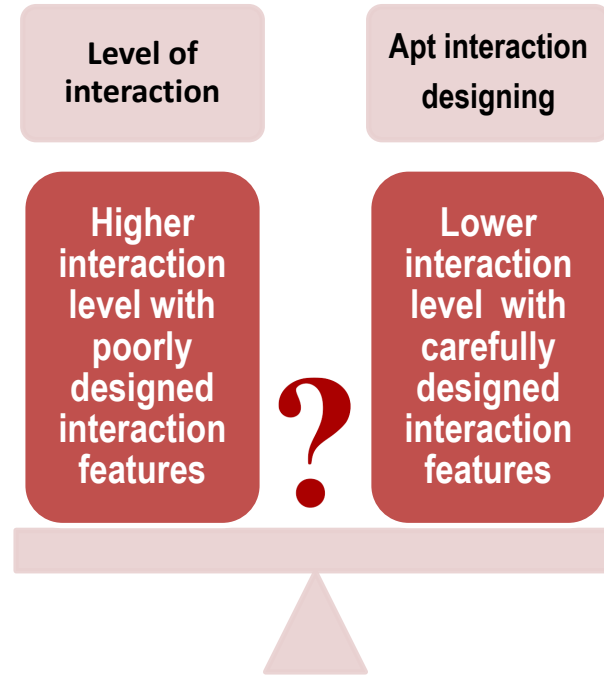 Level of
interaction
Apt interaction
designing
Higher
interaction
level with
poorly
designed
interaction
features
?
Lower
interaction
level with
carefully
designed
interaction
features